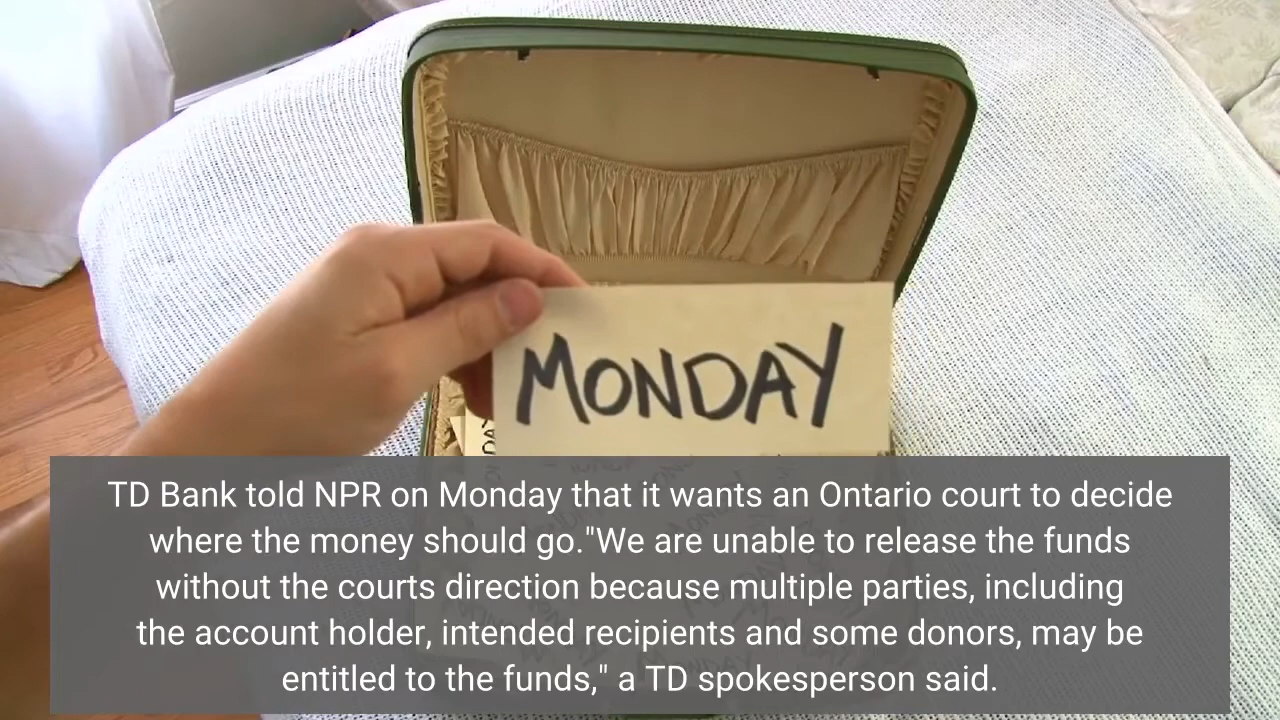 MONDAY
TD Bank told NPR on Monday that it wants an Ontario court to decide
where the money should go."We are unable to release the funds
without the courts direction because multiple parties, including
the account holder, intended recipients and some donors, may be
entitled to the funds," a TD spokesperson said.